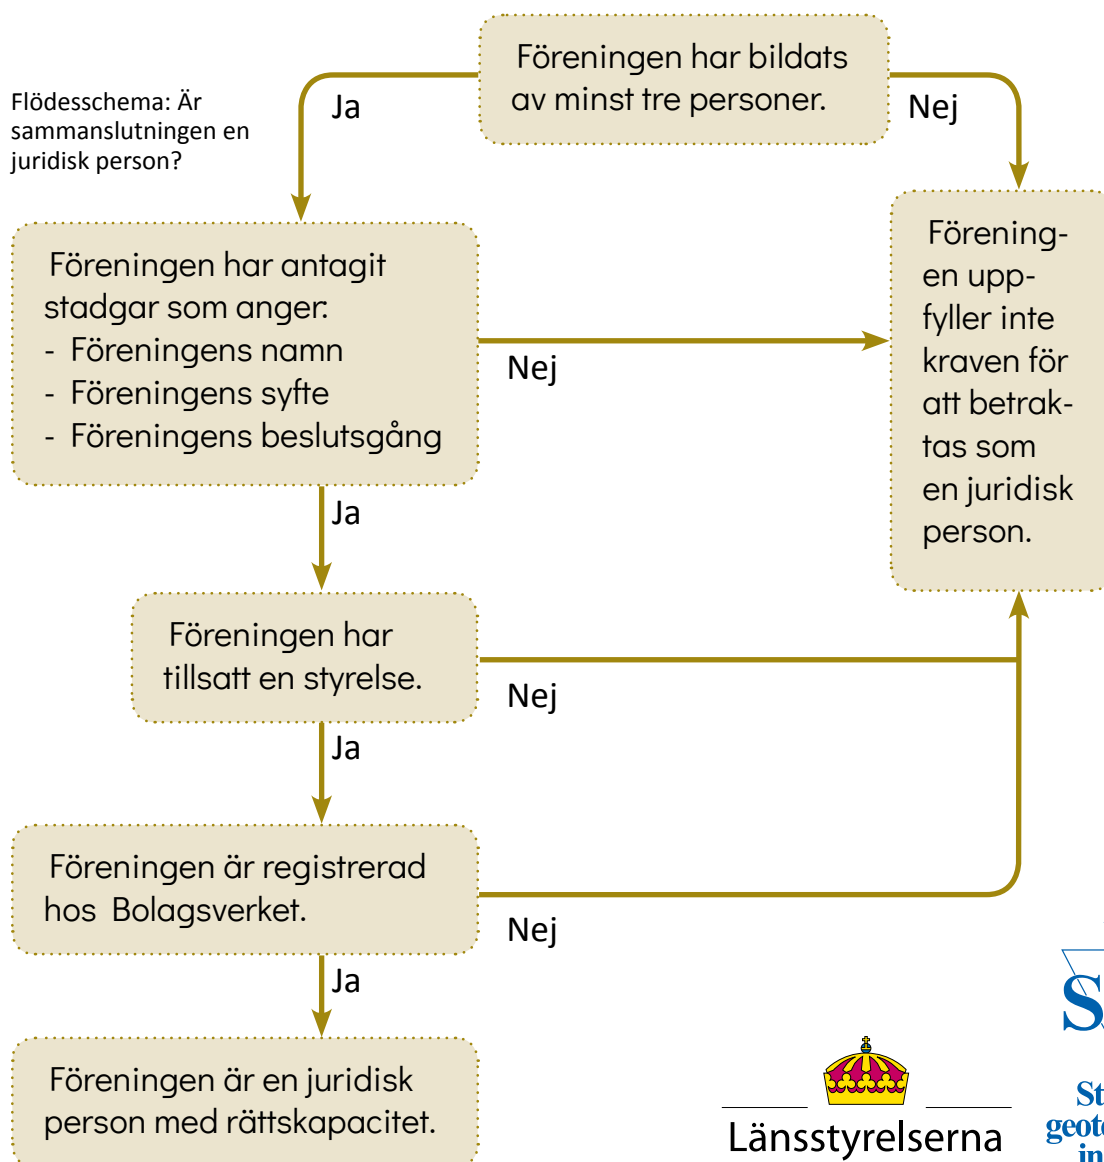 Flödesschema: Är
sammanslutningen en
juridisk person?
Föreningen har bildats
av minst tre personer.
Ja
Nej
Föreningen har antagit
stadgar som anger:
- Föreningens namn
- Föreningens syfte
- Föreningens beslutsgång
Nej
Förening-
en upp-
fyller inte
kraven för
att betrak-
tas som
en juridisk
person.
Ja
Föreningen har
tillsatt en styrelse.
Nej
Ja
Föreningen är registrerad
hos Bolagsverket.
Nej
Ja
Föreningen är en juridisk
person med rättskapacitet.
Länsstyrelserna